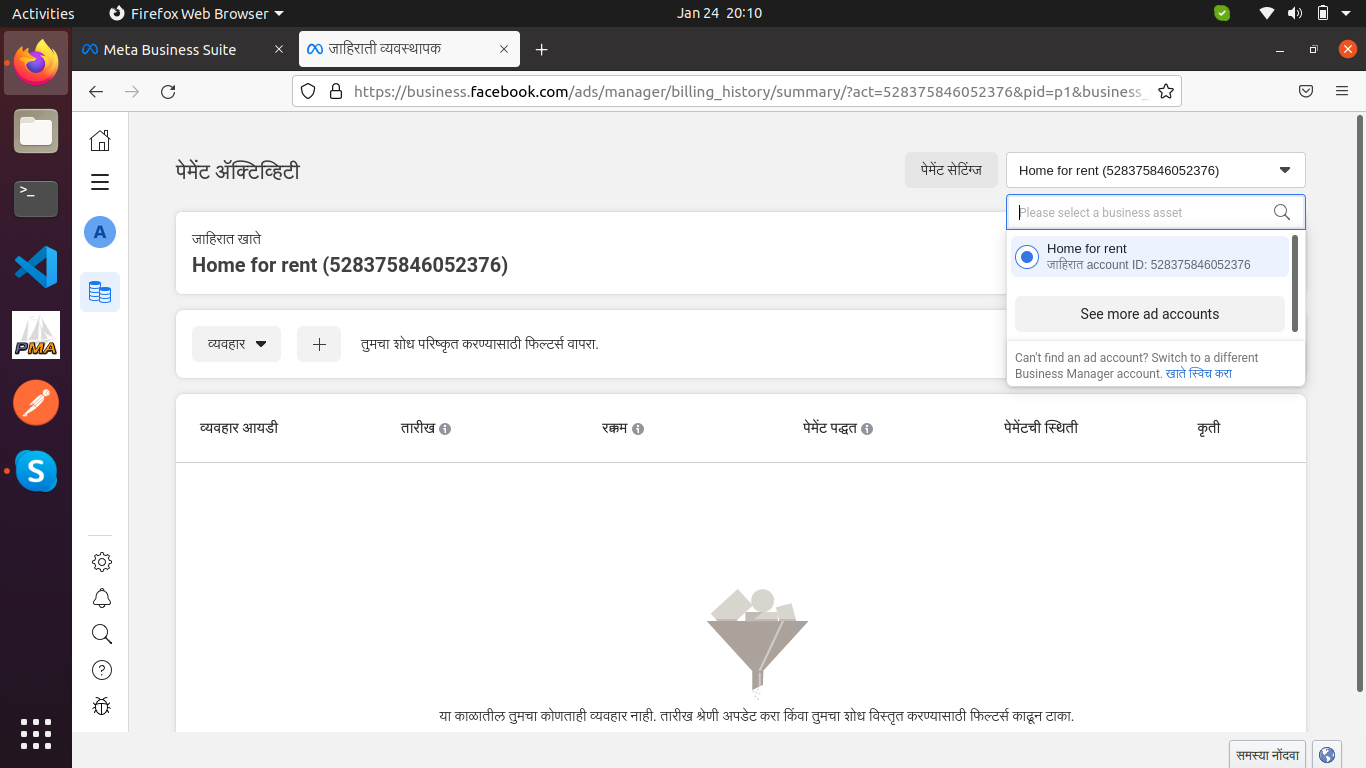 Activities
Firefox Web Browser
Jan 24 20:10
Meta Business Suite
जाहिराती व्यवस्थापक
https://business.facebook.com/ads/manager/billing_history/summary/?act=528375846052376&pid=p1&business_
>_
A
PMA
S
पेमेंट ॲक्टिव्हिटी
पेमेंट सेटिंग्ज
Home for rent (528375846052376)
Please select a business asset
Home for rent
जाहिरात account ID: 528375846052376
See more ad accounts
Can't find an ad account? Switch to a different
Business Manager account. खाते स्विच करा
जाहिरात खाते
Home for rent (528375846052376)
व्यवहार
तुमचा शोध परिष्कृत करण्यासाठी फिल्टर्स वापरा.
व्यवहार आयडी
तारीख
रक्कम
पेमेंट पद्धत
पेमेंटची स्थिती
कृती
या काळातील तुमचा कोणताही व्यवहार नाही. तारीख श्रेणी अपडेट करा किंवा तुमचा शोध विस्तृत करण्यासाठी फिल्टर्स काढून टाका.
समस्या नोंदवा